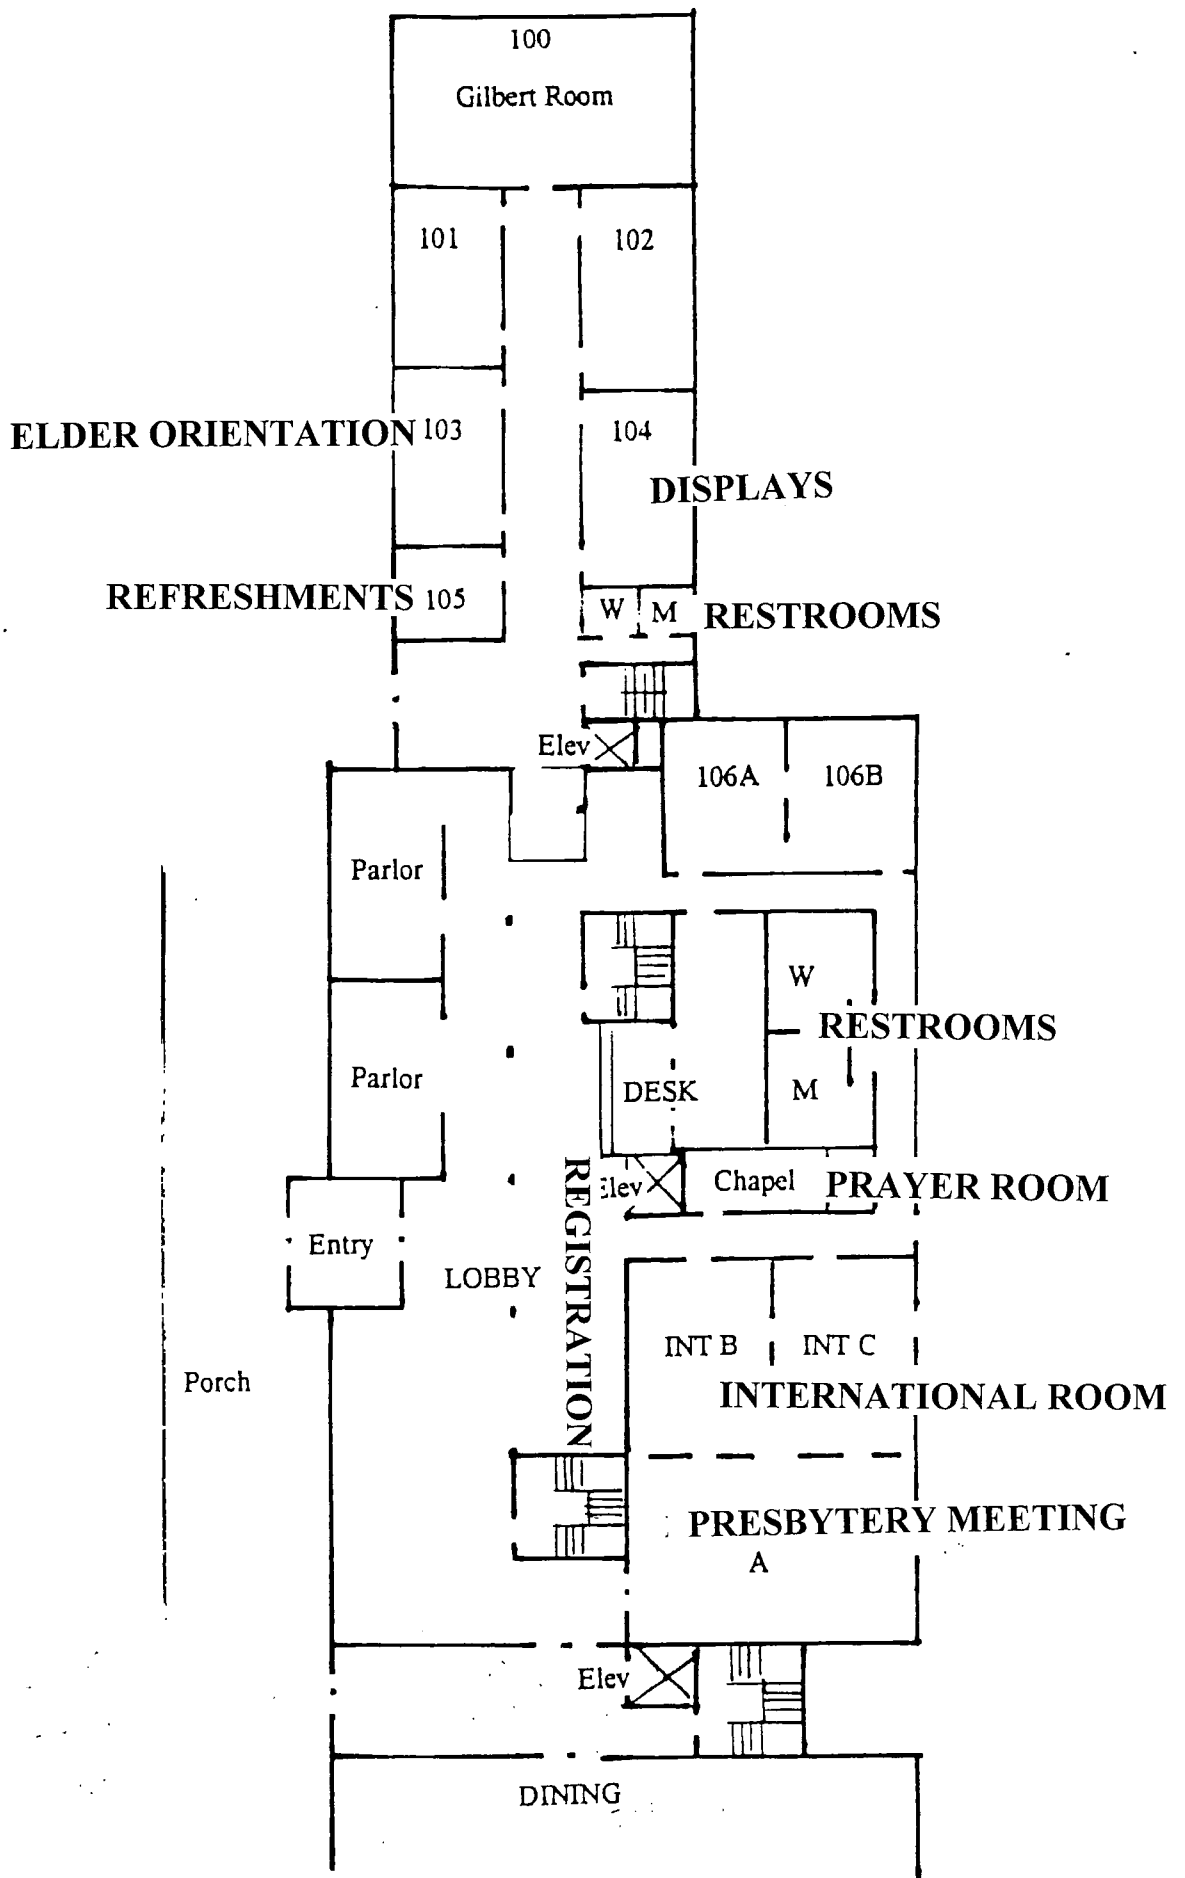 100
Gilbert Room
101
102
ELDER ORIENTATION 103
104
DISPLAYS
REFRESHMENTS 105
W
M
RESTROOMS
Elev
106A
106B
Parlor
W
RESTROOMS
Parlor
DESK
M
REGISTRATION
Elev
Chapel
PRAYER ROOM
Entry
LOBBY
INT B
INT C
Porch
INTERNATIONAL ROOM
PRESBYTERY MEETING
A
Elev
DINING